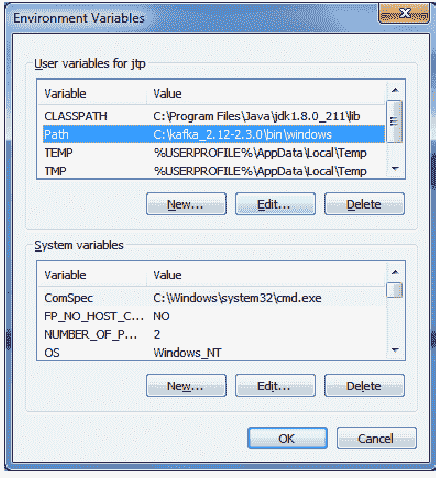 Environment Variables
User variables for jtp
Variable Value
CLASSPATH C:\Program Files\Java\jdk1.8.0_211\lib
Path C:\kafka_2.12-2.3.0\bin\windows
TEMP %USERPROFILE%\AppData\Local\Temp
TMP %USERPROFILE%\AppData\Local\Temp
New... Edit... Delete
System variables
Variable Value
ComSpec C:\Windows\system32\cmd.exe
FP_NO_HOST_C... NO
NUMBER_OF_P... 2
OS Windows_NT
New... Edit... Delete
OK Cancel